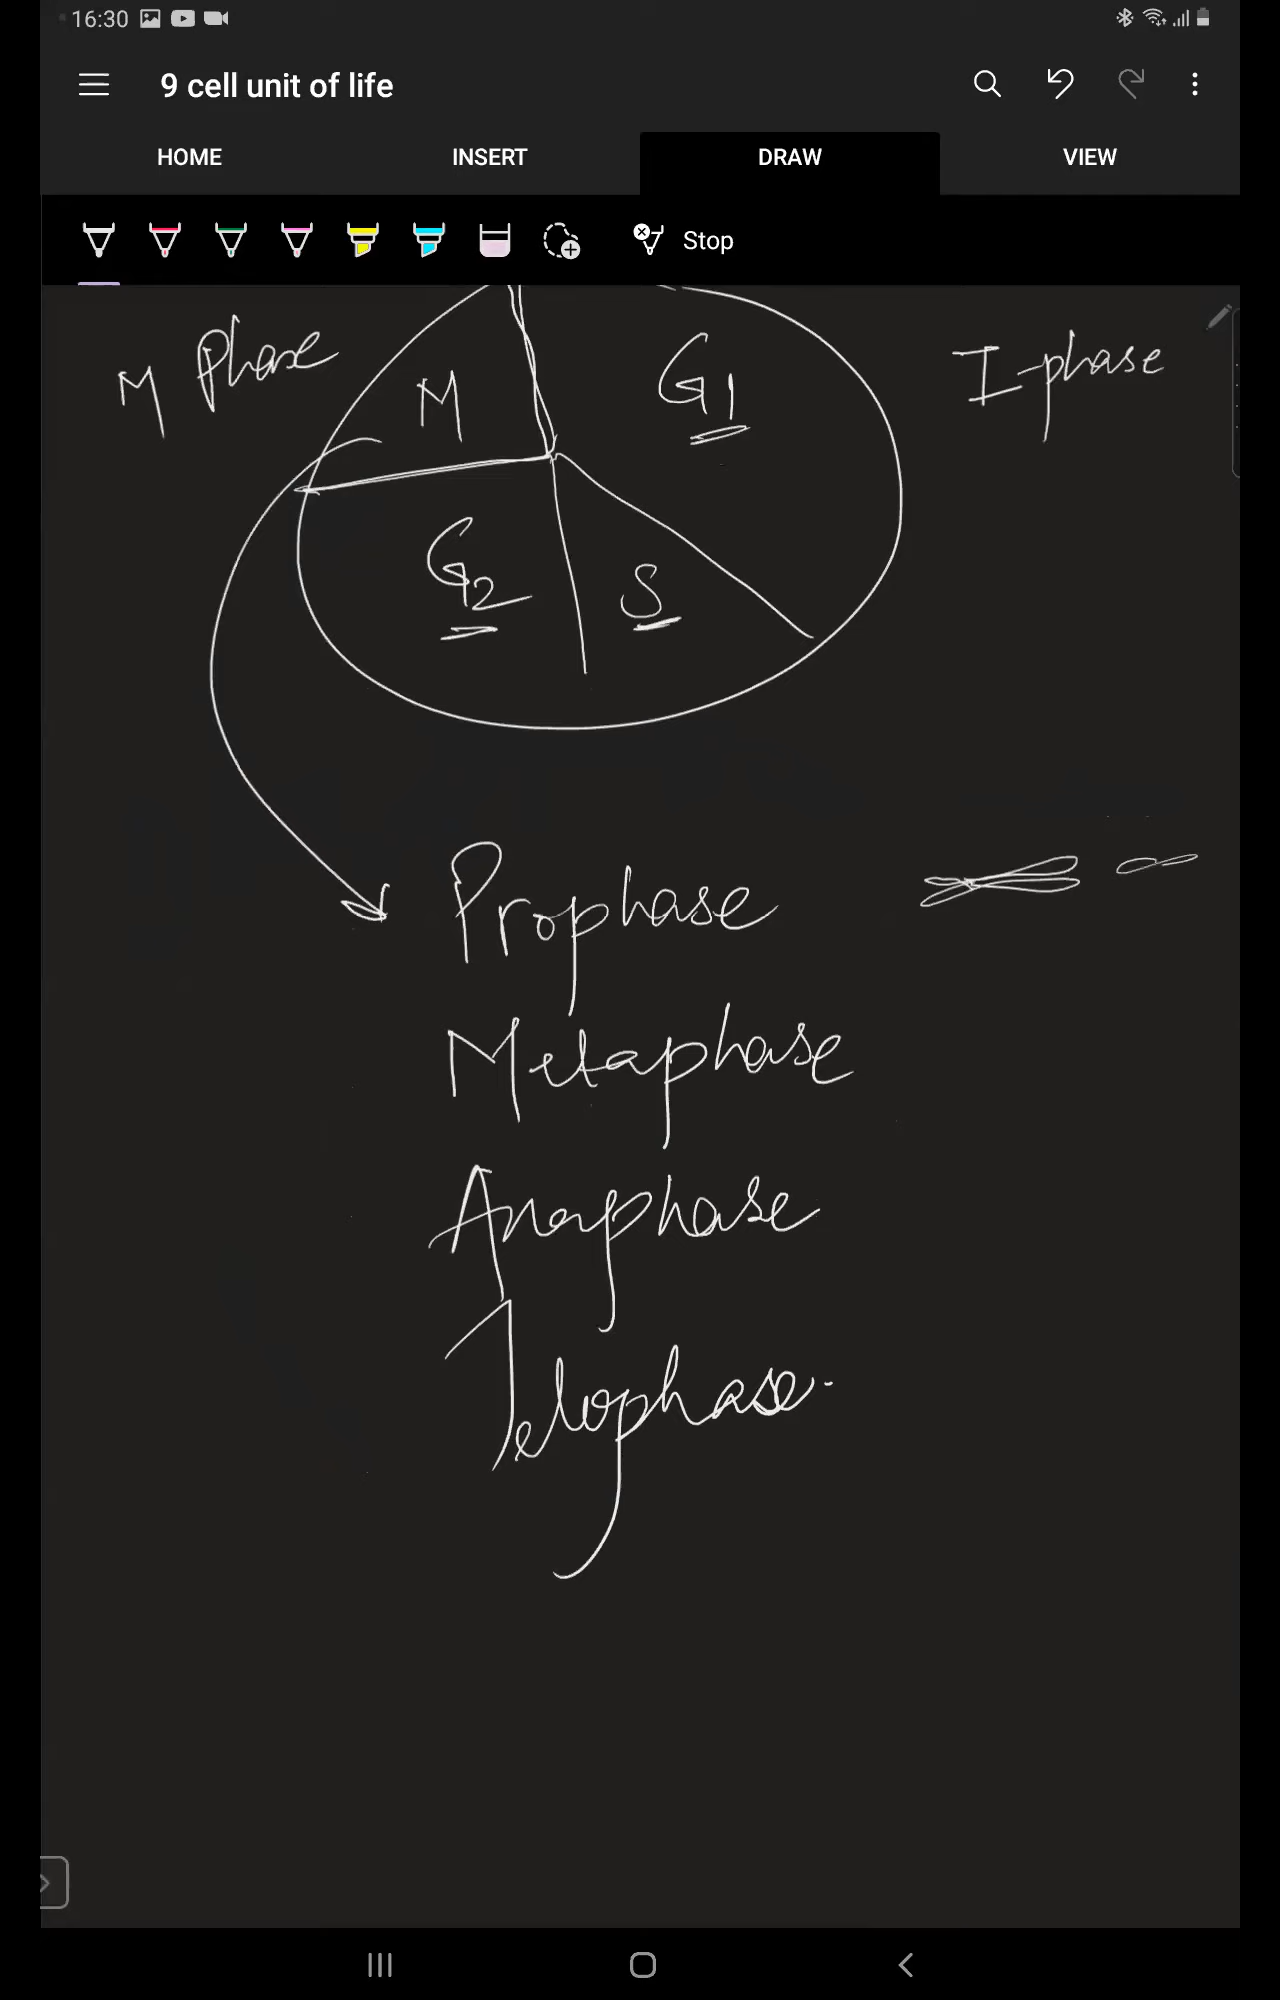 16:30
9 cell unit of life
HOME INSERT DRAW VIEW
Stop
M Phase
M
G1
I-phase
G2
S
Prophase
Metaphase
Anaphase
Telophase.